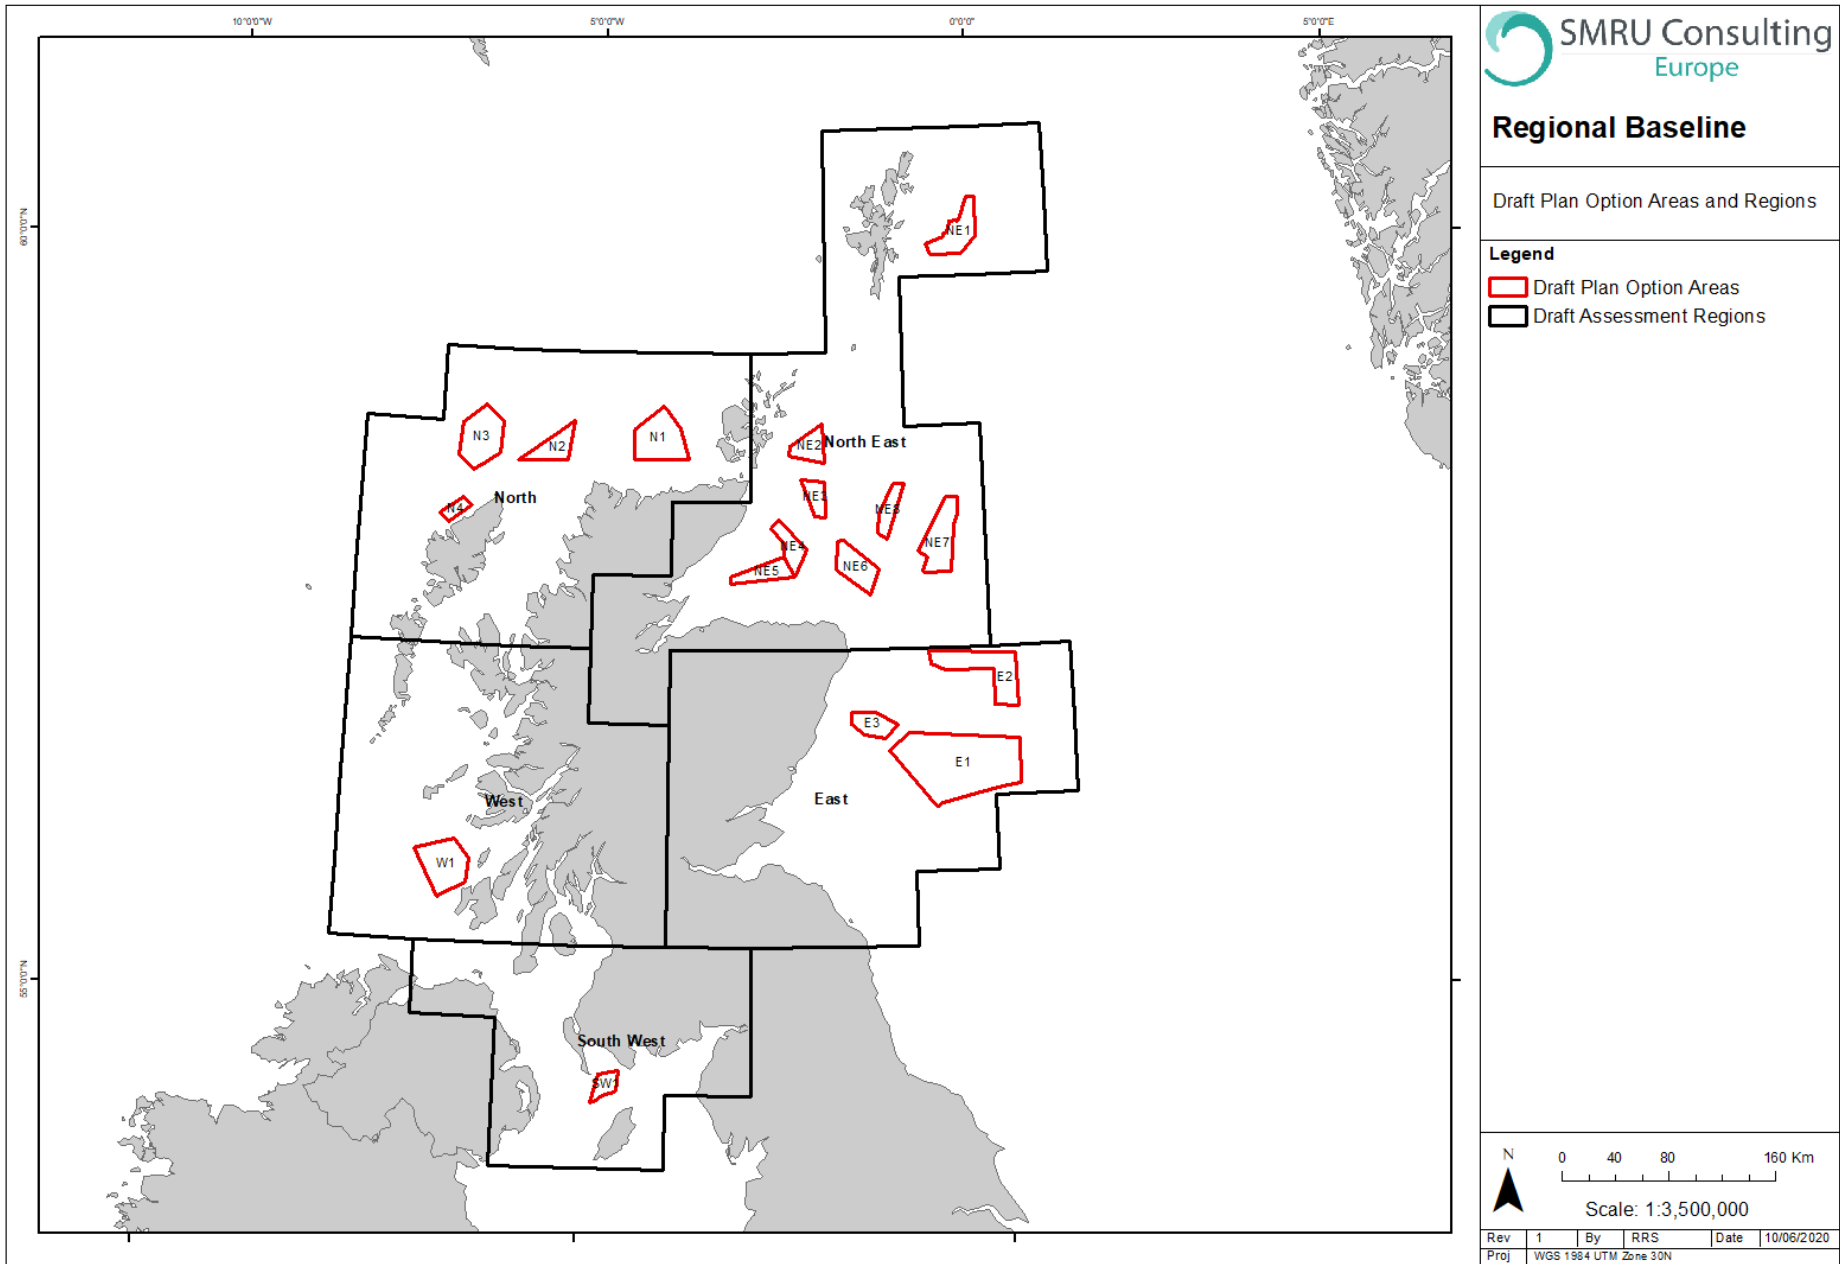 10°0'0"W 5°0'0"W 0°0'0" 5°0'0"E
60°0'0"N
55°0'0"N
NE1
N3
N2
N1
NE2
North East
N4
North
NE3
NE8
NE4
NE7
NE5
NE6
E2
E3
E1
West
East
W1
South West
SW1
SMRU Consulting
Europe
Regional Baseline
Draft Plan Option Areas and Regions
Legend
Draft Plan Option Areas
Draft Assessment Regions
N
0 40 80 160 Km
Scale: 1:3,500,000
Rev 1 By RRS Date 10/06/2020
Proj WGS 1984 UTM Zone 30N